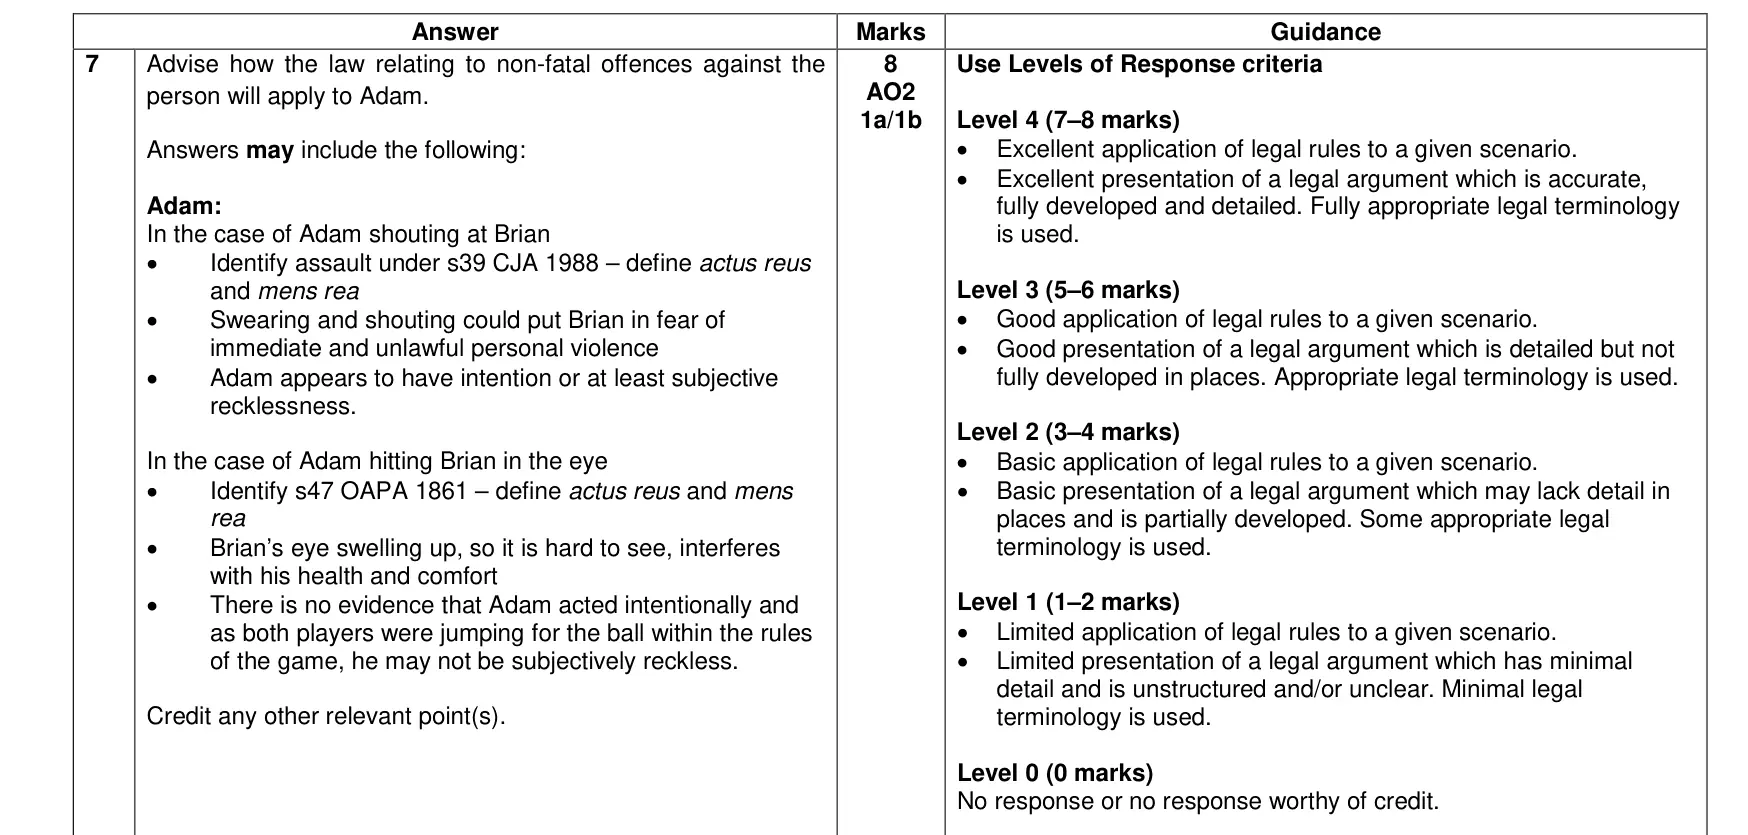 Answer Marks Guidance
7 Advise how the law relating to non-fatal offences against the
person will apply to Adam.
Answers may include the following:
Adam:
In the case of Adam shouting at Brian
• Identify assault under s39 CJA 1988 – define actus reus
and mens rea
• Swearing and shouting could put Brian in fear of
immediate and unlawful personal violence
• Adam appears to have intention or at least subjective
recklessness.
In the case of Adam hitting Brian in the eye
• Identify s47 OAPA 1861 – define actus reus and mens
rea
• Brian’s eye swelling up, so it is hard to see, interferes
with his health and comfort
• There is no evidence that Adam acted intentionally and
as both players were jumping for the ball within the rules
of the game, he may not be subjectively reckless.
Credit any other relevant point(s).
8
AO2
1a/1b
Use Levels of Response criteria
Level 4 (7–8 marks)
• Excellent application of legal rules to a given scenario.
• Excellent presentation of a legal argument which is accurate,
fully developed and detailed. Fully appropriate legal terminology
is used.
Level 3 (5–6 marks)
• Good application of legal rules to a given scenario.
• Good presentation of a legal argument which is detailed but not
fully developed in places. Appropriate legal terminology is used.
Level 2 (3–4 marks)
• Basic application of legal rules to a given scenario.
• Basic presentation of a legal argument which may lack detail in
places and is partially developed. Some appropriate legal
terminology is used.
Level 1 (1–2 marks)
• Limited application of legal rules to a given scenario.
• Limited presentation of a legal argument which has minimal
detail and is unstructured and/or unclear. Minimal legal
terminology is used.
Level 0 (0 marks)
No response or no response worthy of credit.